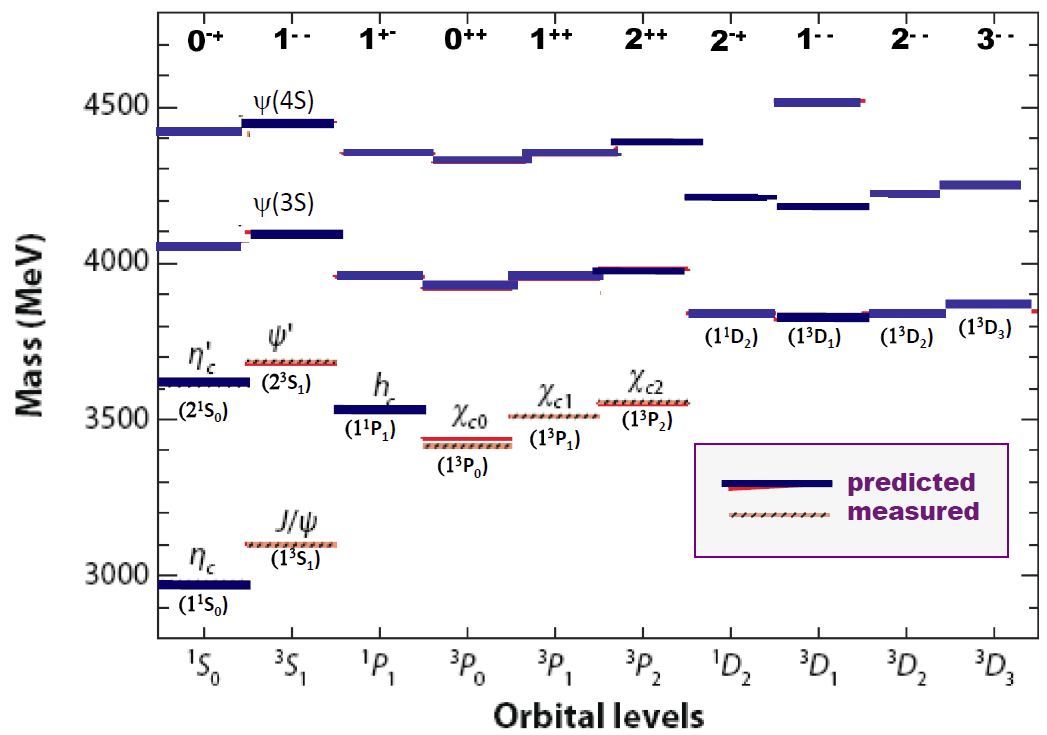 0⁻⁺ 1⁻⁻ 1⁺⁻ 0⁺⁺ 1⁺⁺ 2⁺⁺ 2⁻⁺ 1⁻⁻ 2⁻⁻ 3⁻⁻
4500
ψ(4S)
ψ(3S)
4000
(1¹D₂) (1³D₁) (1³D₂) (1³D₃)
η'c ψ'
(2¹S₀) (2³S₁)
hc χc0 χc1 χc2
3500
(1¹P₁) (1³P₀) (1³P₁) (1³P₂)
predicted
measured
J/ψ
(1³S₁)
ηc
3000
(1¹S₀)
Mass (MeV)
¹S₀ ³S₁ ¹P₁ ³P₀ ³P₁ ³P₂ ¹D₂ ³D₁ ³D₂ ³D₃
Orbital levels